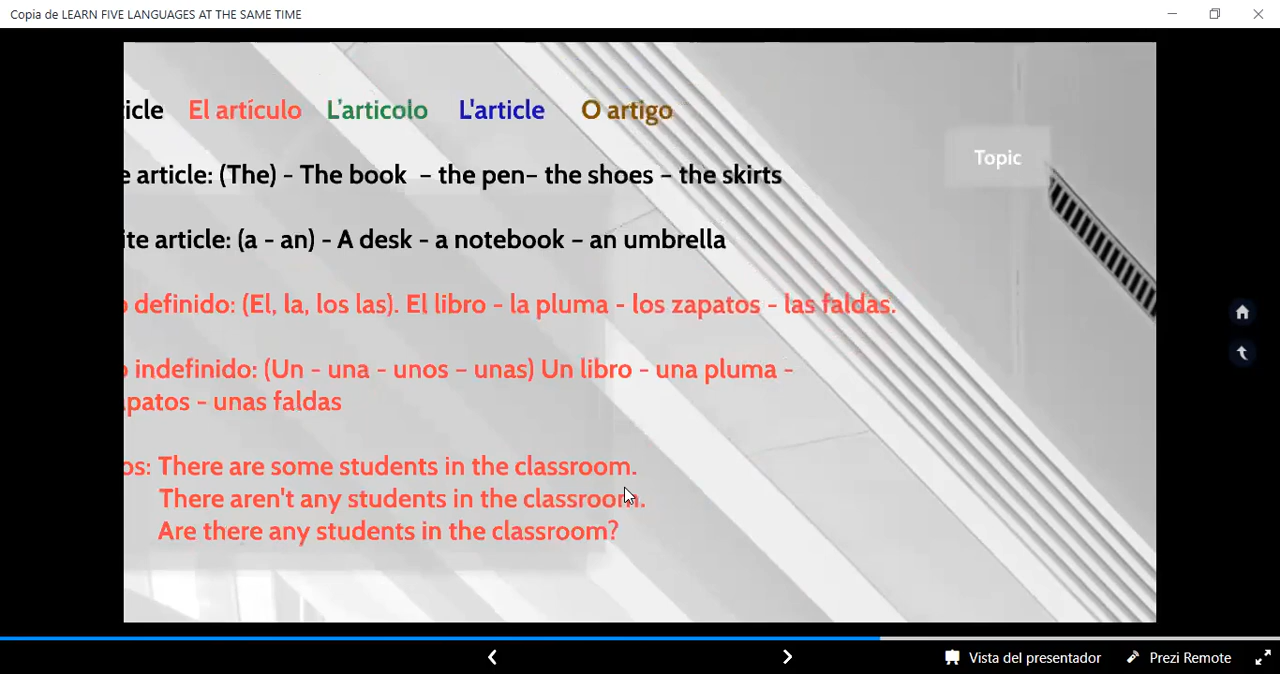 Copia de LEARN FIVE LANGUAGES AT THE SAME TIME
icle El artículo L'articolo L'article O artigo
Topic
e article: (The) - The book – the pen– the shoes – the skirts
ite article: (a - an) - A desk - a notebook – an umbrella
o definido: (El, la, los las). El libro - la pluma - los zapatos - las faldas.
o indefinido: (Un - una - unos – unas) Un libro - una pluma -
patos - unas faldas
os: There are some students in the classroom.
There aren't any students in the classroom.
Are there any students in the classroom?
Vista del presentador Prezi Remote